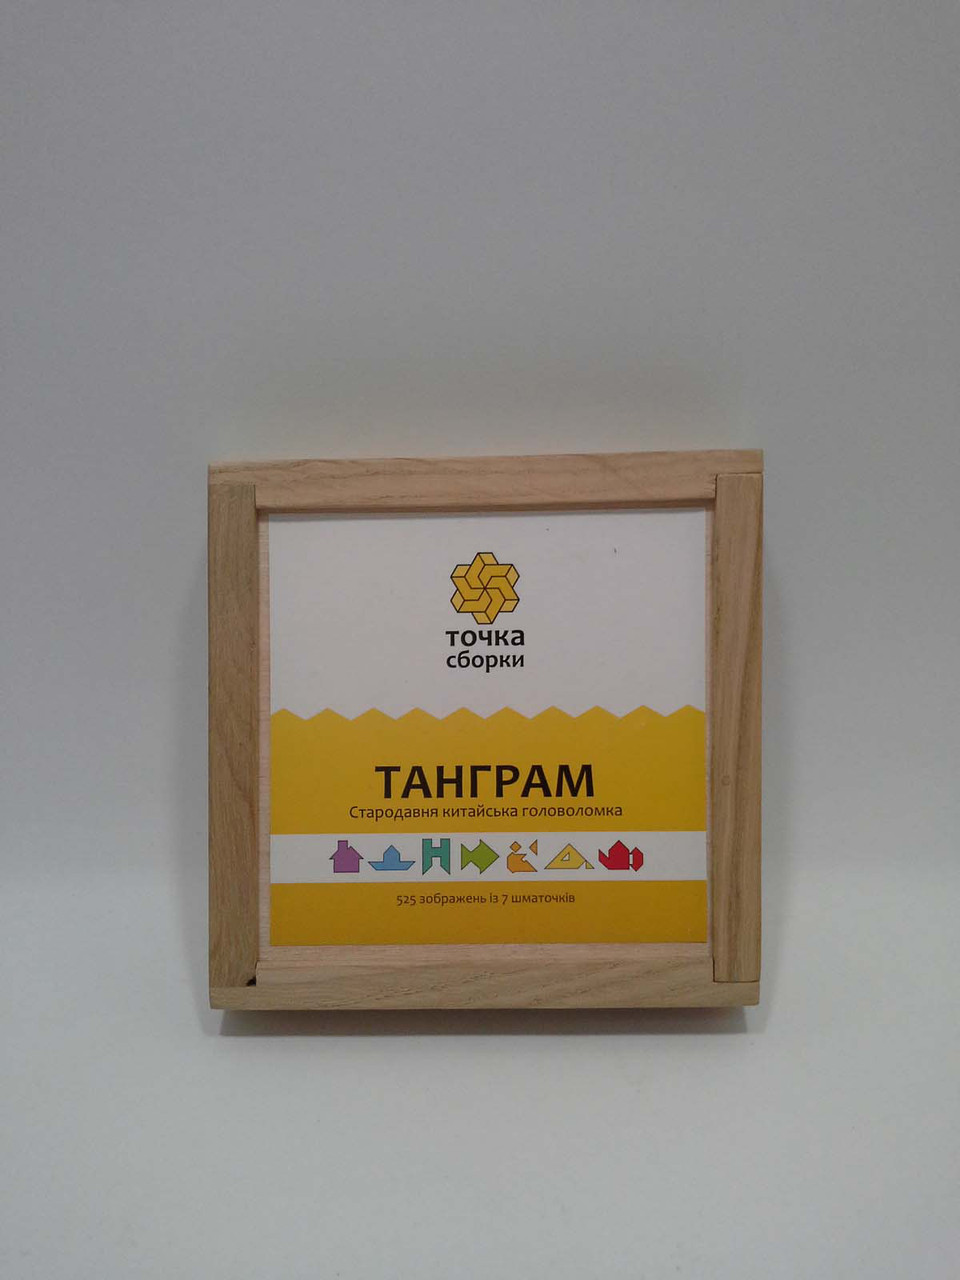 точка
сборки
ТАНГРАМ
Стародавня китайська головоломка
525 зображень із 7 шматочків